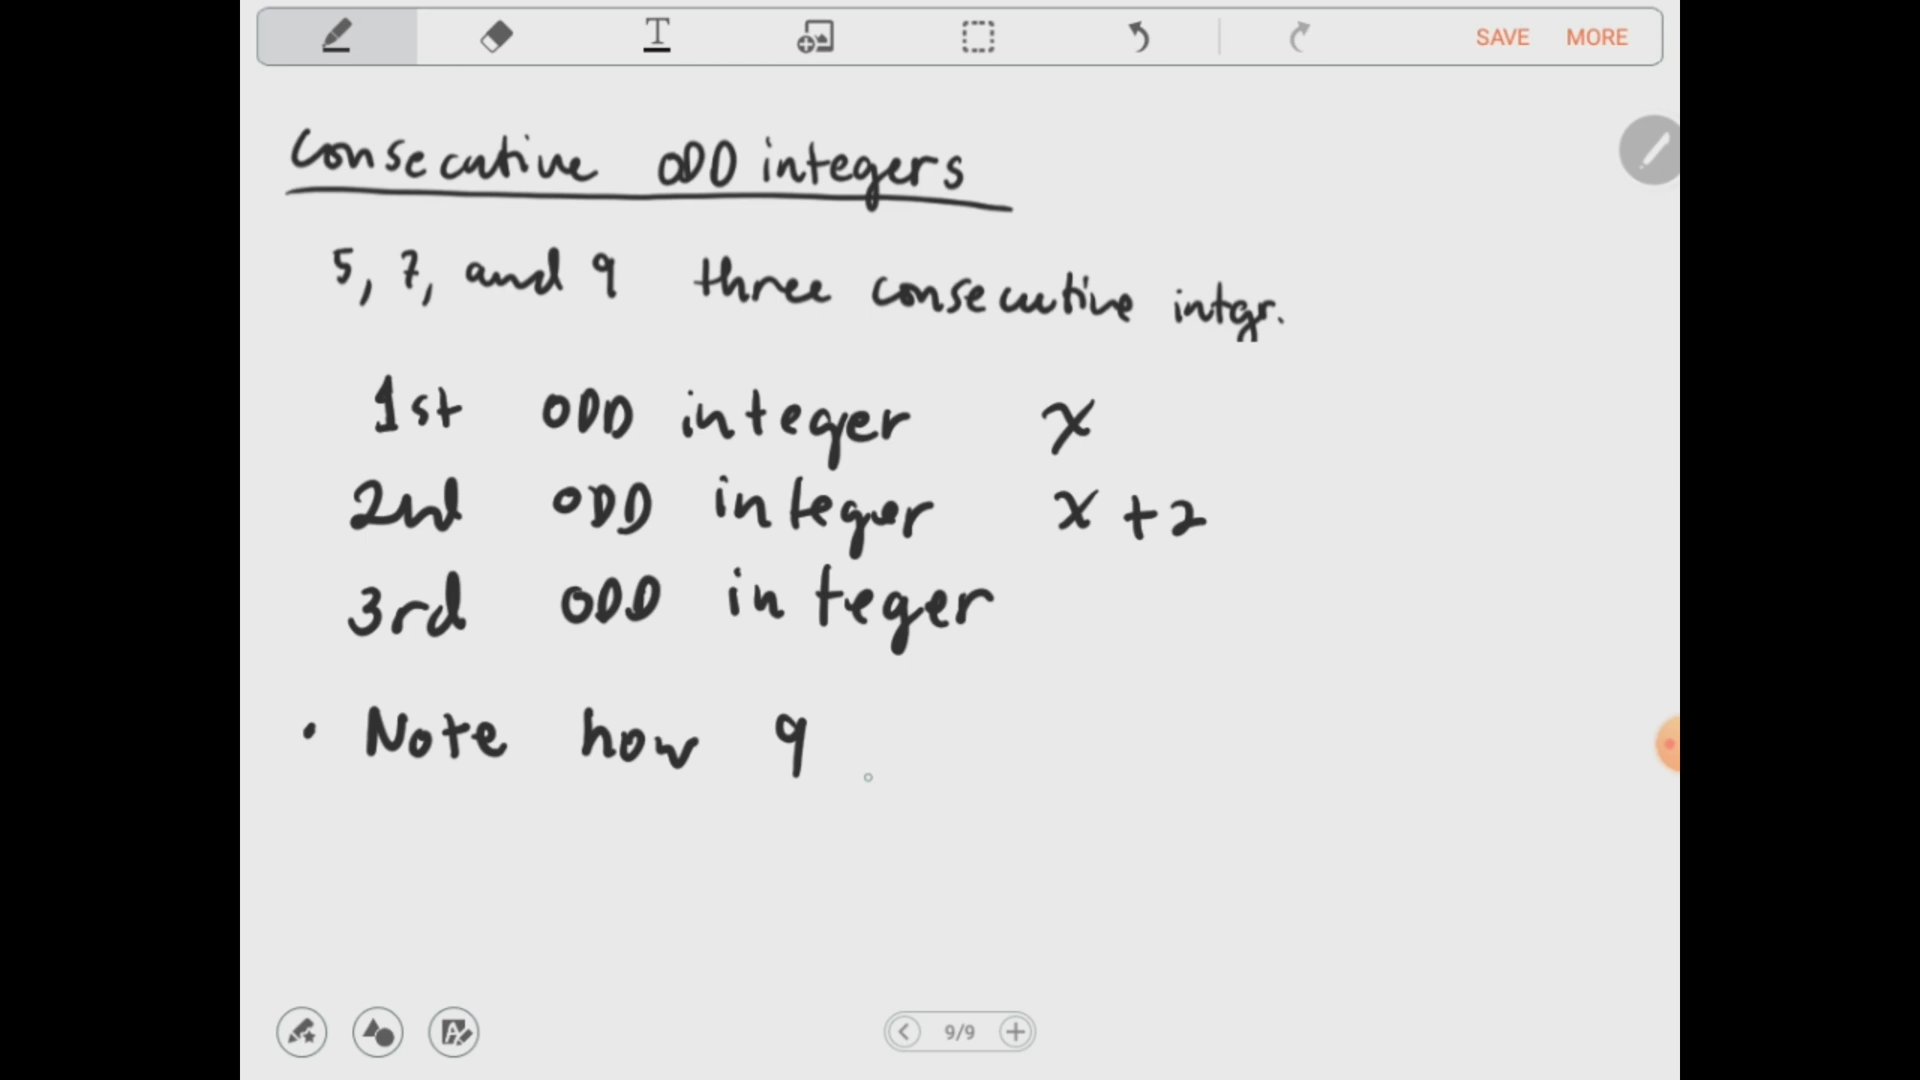 T SAVE MORE
Consecutive ODD integers
5, 7, and 9 three consecutive intgr.
1st ODD integer x
2nd ODD integer x + 2
3rd ODD integer
• Note how 9
A 9/9